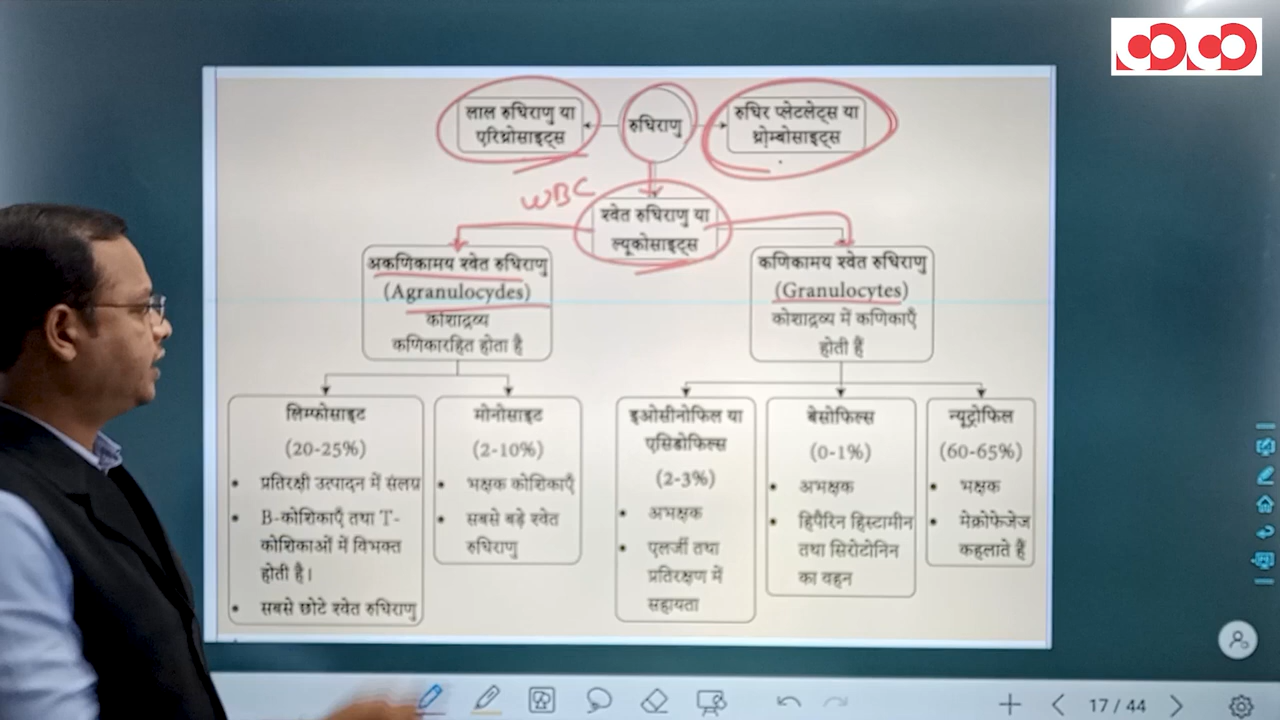 लाल रुधिराणु या
एरिथ्रोसाइट्स
रुधिराणु
रुधिर प्लेटलेट्स या
थ्रोम्बोसाइट्स
WBC
श्वेत रुधिराणु या
ल्यूकोसाइट्स
अकणिकामय श्वेत रुधिराणु
(Agranulocydes)
कोशाद्रव्य
कणिकारहित होता है
कणिकामय श्वेत रुधिराणु
(Granulocytes)
कोशाद्रव्य में कणिकाएँ
होती हैं
लिम्फोसाइट
(20-25%)
• प्रतिरक्षी उत्पादन में संलग्र
• B-कोशिकाएँ तथा T-
कोशिकाओं में विभक्त
होती है।
• सबसे छोटे श्वेत रुधिराणु
मोनोसाइट
(2-10%)
• भक्षक कोशिकाएँ
• सबसे बड़े श्वेत
रुधिराणु
इओसीनोफिल या
एसिडोफिल्स
(2-3%)
• अभक्षक
• एलर्जी तथा
प्रतिरक्षण में
सहायता
बेसोफिल्स
(0-1%)
• अभक्षक
• हिपैरिन हिस्टामीन
तथा सिरोटोनिन
का वहन
न्यूट्रोफिल
(60-65%)
• भक्षक
• मेक्रोफेजेज
कहलाते हैं
17 / 44